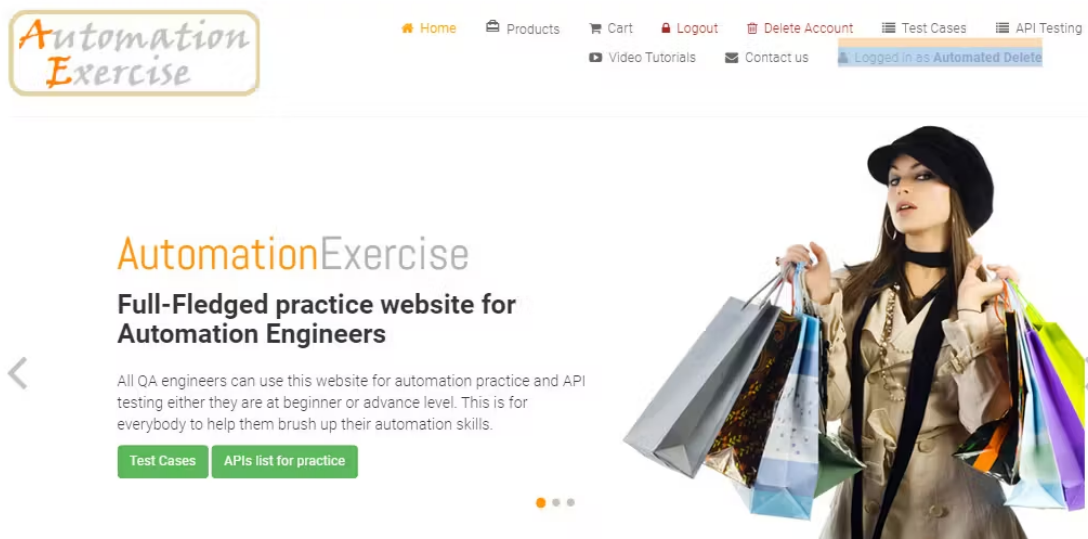 Automation
Exercise
Home Products Cart Logout Delete Account Test Cases API Testing
Video Tutorials Contact us Logged in as Automated Delete
AutomationExercise
Full-Fledged practice website for
Automation Engineers
All QA engineers can use this website for automation practice and API
testing either they are at beginner or advance level. This is for
everybody to help them brush up their automation skills.
Test Cases APIs list for practice